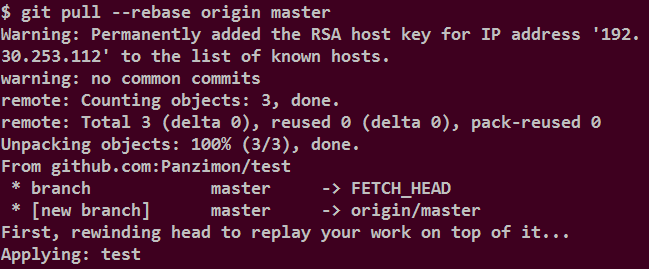 $ git pull --rebase origin master
Warning: Permanently added the RSA host key for IP address '192.
30.253.112' to the list of known hosts.
warning: no common commits
remote: Counting objects: 3, done.
remote: Total 3 (delta 0), reused 0 (delta 0), pack-reused 0
Unpacking objects: 100% (3/3), done.
From github.com:Panzimon/test
 * branch            master     -> FETCH_HEAD
 * [new branch]      master     -> origin/master
First, rewinding head to replay your work on top of it...
Applying: test